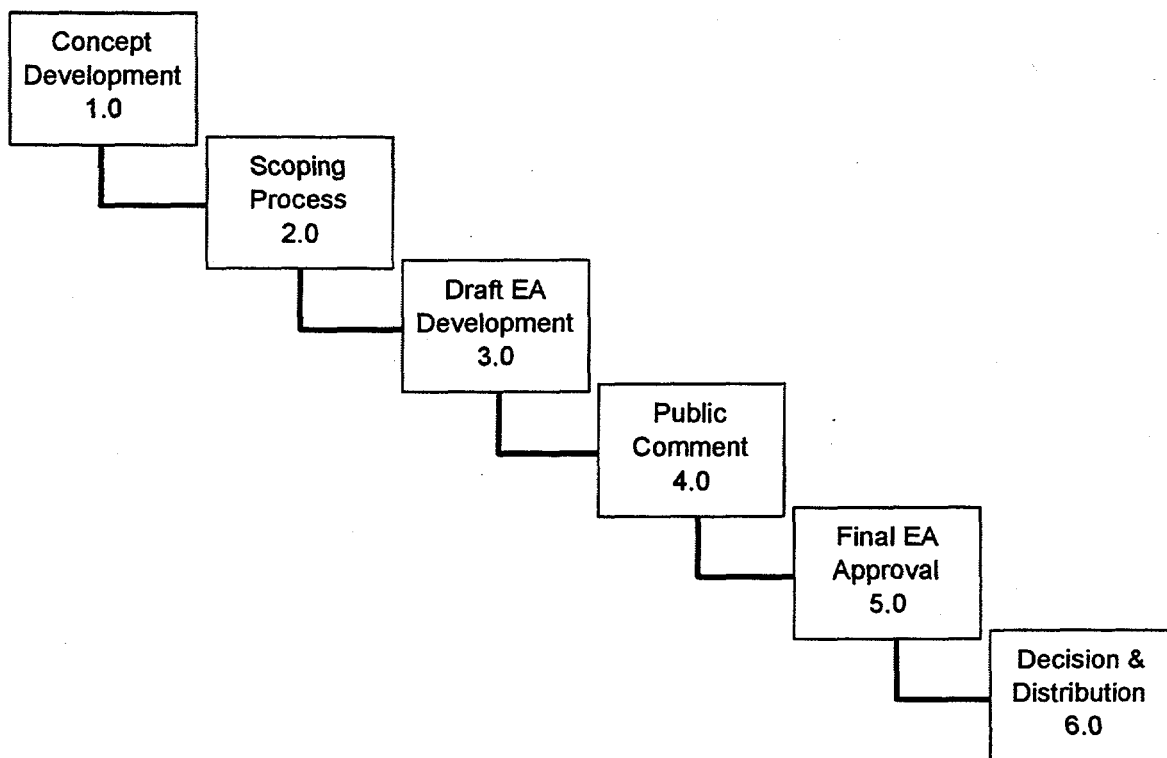 Concept
Development
1.0
Scoping
Process
2.0
Draft EA
Development
3.0
Public
Comment
4.0
Final EA
Approval
5.0
Decision &
Distribution
6.0